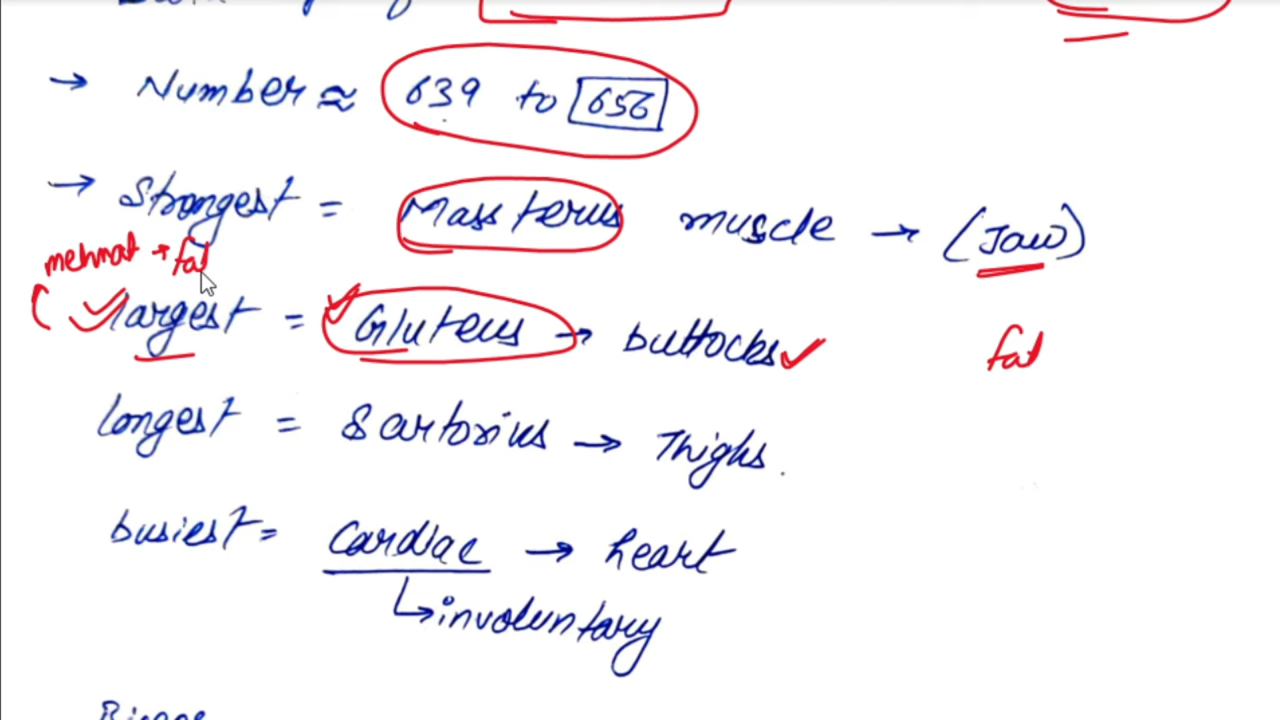 → Number ≈ 639 to 656
→ Strongest = Massterus muscle → (Jaw)
mehnat → fat
( ✓ largest = ✓ Gluteus → buttocks ✓
fat
longest = Sartorius → Thighs.
busiest = Cardiac → heart
↳ involuntary